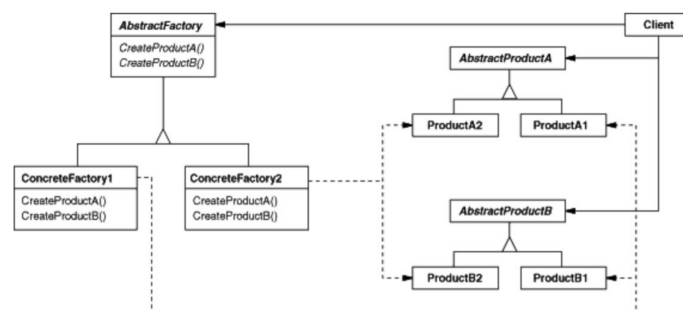 AbstractFactory
CreateProductA()
CreateProductB()
Client
AbstractProductA
ProductA2
ProductA1
ConcreteFactory1
CreateProductA()
CreateProductB()
ConcreteFactory2
CreateProductA()
CreateProductB()
AbstractProductB
ProductB2
ProductB1